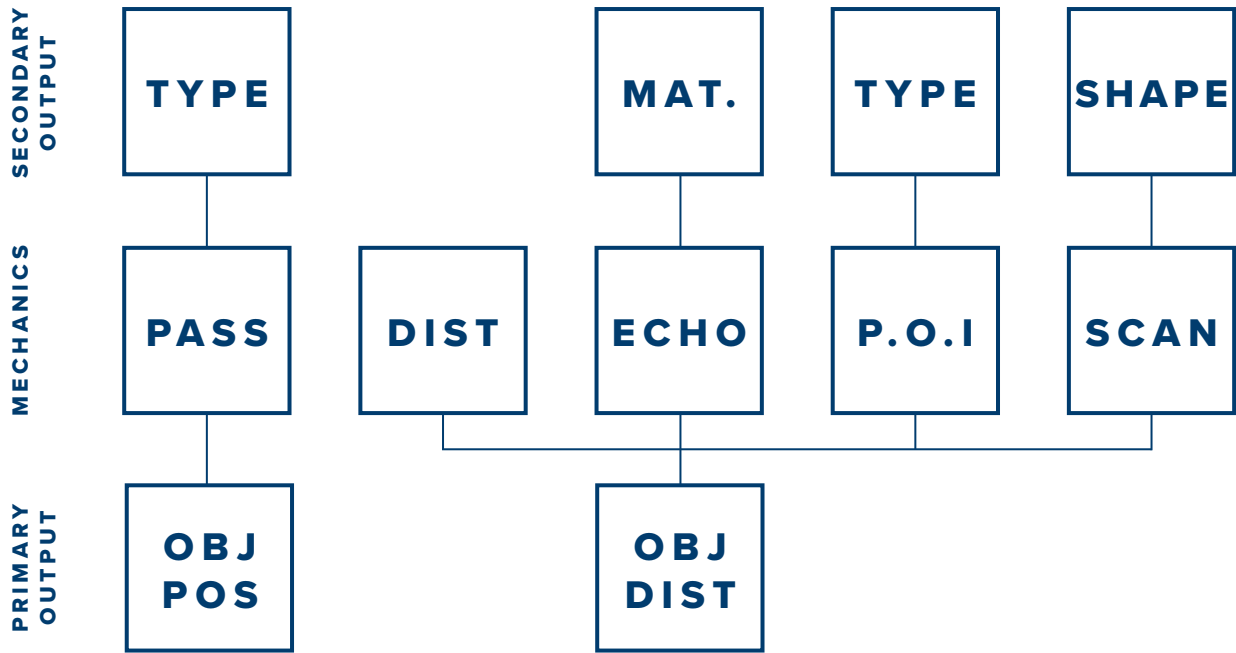 SECONDARY
OUTPUT
TYPE
MAT.
TYPE
SHAPE
MECHANICS
PASS
DIST
ECHO
P.O.I
SCAN
PRIMARY
OUTPUT
OBJ
POS
OBJ
DIST